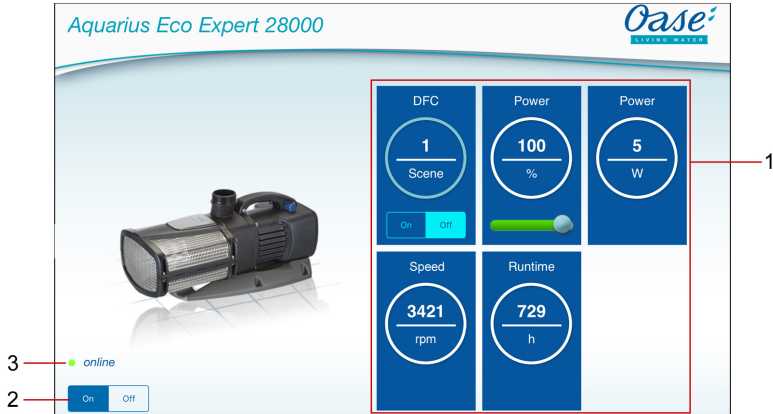 Aquarius Eco Expert 28000
Oase
LIVING WATER
DFC
1
Scene
On Off
Power
100
%
Power
5
W
Speed
3421
rpm
Runtime
729
h
1
3
online
2
On Off